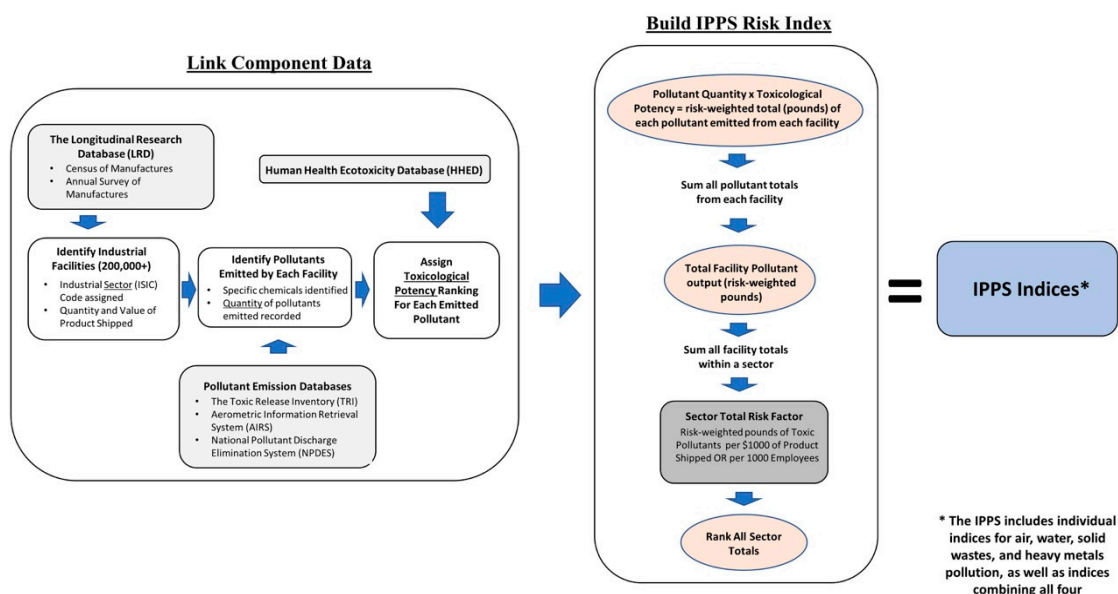 Link Component Data
The Longitudinal Research
Database (LRD)
• Census of Manufactures
• Annual Survey of
Manufactures
Human Health Ecotoxicity Database (HHED)
Identify Industrial
Facilities (200,000+)
• Industrial Sector (ISIC)
Code assigned
• Quantity and Value of
Product Shipped
Identify Pollutants
Emitted by Each Facility
• Specific chemicals identified
• Quantity of pollutants
emitted recorded
Assign
Toxicological
Potency Ranking
For Each Emitted
Pollutant
Pollutant Emission Databases
• The Toxic Release Inventory (TRI)
• Aerometric Information Retrieval
System (AIRS)
• National Pollutant Discharge
Elimination System (NPDES)
Build IPPS Risk Index
Pollutant Quantity x Toxicological
Potency = risk-weighted total (pounds) of
each pollutant emitted from each facility
Sum all pollutant totals
from each facility
Total Facility Pollutant
output (risk-weighted
pounds)
Sum all facility totals
within a sector
Sector Total Risk Factor
Risk-weighted pounds of Toxic
Pollutants per $1000 of Product
Shipped OR per 1000 Employees
Rank All Sector
Totals
=
IPPS Indices*
* The IPPS includes individual
indices for air, water, solid
wastes, and heavy metals
pollution, as well as indices
combining all four